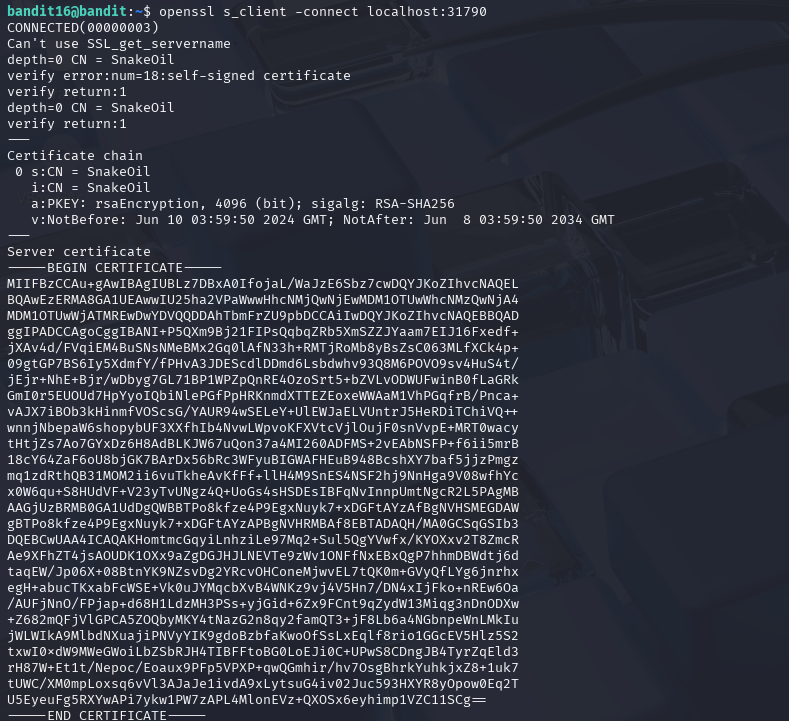 bandit16@bandit:~$ openssl s_client -connect localhost:31790
CONNECTED(00000003)
Can't use SSL_get_servername
depth=0 CN = SnakeOil
verify error:num=18:self-signed certificate
verify return:1
depth=0 CN = SnakeOil
verify return:1
---
Certificate chain
 0 s:CN = SnakeOil
   i:CN = SnakeOil
   a:PKEY: rsaEncryption, 4096 (bit); sigalg: RSA-SHA256
   v:NotBefore: Jun 10 03:59:50 2024 GMT; NotAfter: Jun  8 03:59:50 2034 GMT
---
Server certificate
-----BEGIN CERTIFICATE-----
MIIFBzCCAu+gAwIBAgIUBLz7DBxA0IfojaL/WaJzE6Sbz7cwDQYJKoZIhvcNAQEL
BQAwEzERMA8GA1UEAwwIU25ha2VPaWwwHhcNMjQwNjEwMDM1OTUwWhcNMzQwNjA4
MDM1OTUwWjATMREwDwYDVQQDDAhTbmFrZU9pbDCCAiIwDQYJKoZIhvcNAQEBBQAD
ggIPADCCAgoCggIBANI+P5QXm9Bj21FIPsQqbqZRb5XmSZZJYaam7EIJ16Fxedf+
jXAv4d/FVqiEM4BuSNsNMeBMx2Gq0lAfN33h+RMTjRoMb8yBsZsC063MLfXCk4p+
09gtGP7BS6Iy5XdmfY/fPHvA3JDEScdlDDmd6Lsbdwhv93Q8M6POVO9sv4HuS4t/
jEjr+NhE+Bjr/wDbyg7GL71BP1WPZpQnRE4OzoSrt5+bZVLvODWUFwinB0fLaGRk
GmI0r5EUOUd7HpYyoIQbiNlePGfPpHRKnmdXTTEZEoxeWWAaM1VhPGqfrB/Pnca+
vAJX7iBOb3kHinmfVOScsG/YAUR94wSELeY+UlEWJaELVUntrJ5HeRDiTChiVQ++
wnnjNbepaW6shopybUF3XXfhIb4NvwLWpvoKFXVtcVjlOujF0snVvpE+MRT0wacy
tHtjZs7Ao7GYxDz6H8AdBLKJW67uQon37a4MI260ADFMS+2vEAbNSFP+f6ii5mrB
18cY64ZaF6oU8bjGK7BArDx56bRc3WFyuBIGWAFHEuB948BcshXY7baf5jjzPmgz
mq1zdRthQB31MOM2ii6vuTkheAvKfFf+llH4M9SnES4NSF2hj9NnHga9V08wfhYc
x0W6qu+S8HUdVF+V23yTvUNgz4Q+UoGs4sHSDEsIBFqNvInnpUmtNgcR2L5PAgMB
AAGjUzBRMB0GA1UdDgQWBBTPo8kfze4P9EgxNuyk7+xDGFtAYzAfBgNVHSMEGDAW
gBTPo8kfze4P9EgxNuyk7+xDGFtAYzAPBgNVHRMBAf8EBTADAQH/MA0GCSqGSIb3
DQEBCwUAA4ICAQAKHomtmcGqyiLnhziLe97Mq2+Sul5QgYVwfx/KYOXxv2T8ZmcR
Ae9XFhZT4jsAOUDK1OXx9aZgDGJHJLNEVTe9zWv1ONFfNxEBxQgP7hhmDBWdtj6d
taqEW/Jp06X+08BtnYK9NZsvDg2YRcvOHConeMjwvEL7tQK0m+GVyQfLYg6jnrhx
egH+abucTKxabFcWSE+Vk0uJYMqcbXvB4WNKz9vj4V5Hn7/DN4xIjFko+nREw6Oa
/AUFjNnO/FPjap+d68H1LdzMH3PSs+yjGid+6Zx9FCnt9qZydW13Miqg3nDnODXw
+Z682mQFjVlGPCA5ZOQbyMKY4tNazG2n8qy2famQT3+jF8Lb6a4NGbnpeWnLMkIu
jWLWIkA9MlbdNXuajiPNVyYIK9gdoBzbfaKwoOfSsLxEqlf8rio1GGcEV5Hlz5S2
txwI0×dW9MWeGWoiLbZSbRJH4TIBFFtoBG0LoEJi0C+UPwS8CDngJB4TyrZqEld3
rH87W+Et1t/Nepoc/Eoaux9PFp5VPXP+qwQGmhir/hv7OsgBhrkYuhkjxZ8+1uk7
tUWC/XM0mpLoxsq6vVl3AJaJe1ivdA9xLytsuG4iv02Juc593HXYR8yOpow0Eq2T
U5EyeuFg5RXYwAPi7ykw1PW7zAPL4MlonEVz+QXOSx6eyhimp1VZC11SCg==
-----END CERTIFICATE-----